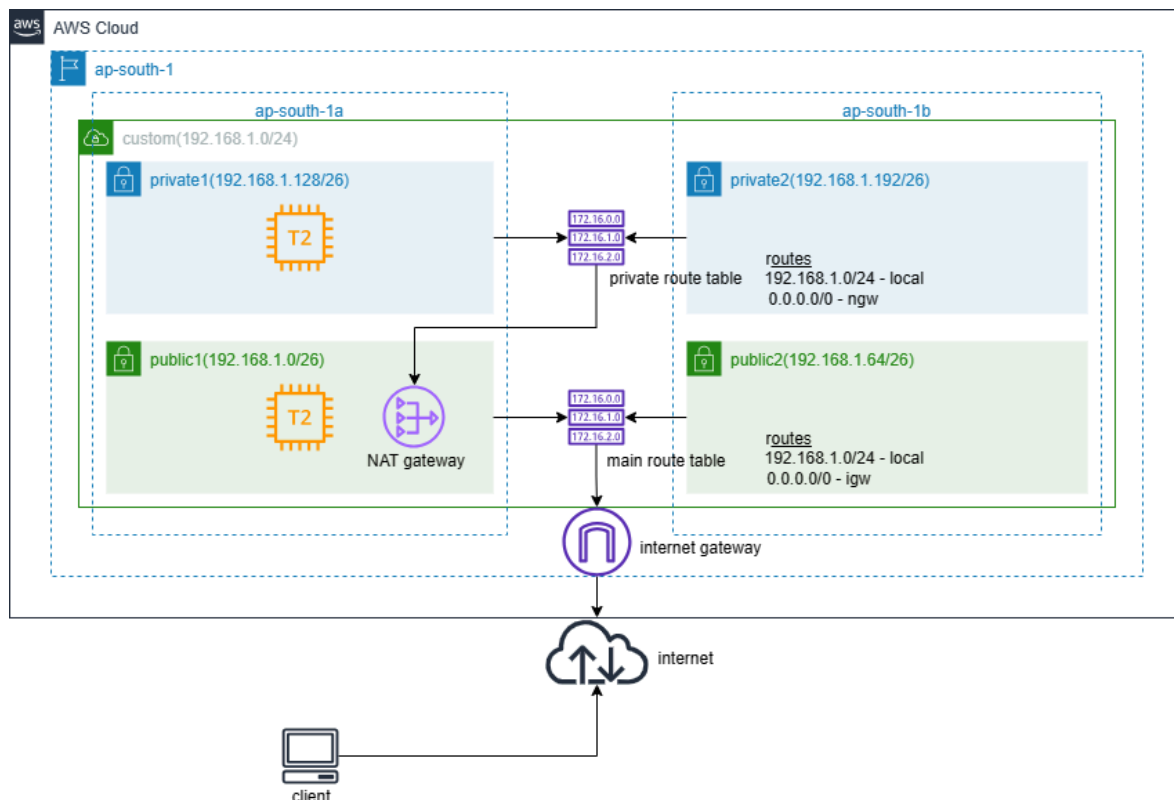 aws
AWS Cloud
ap-south-1
ap-south-1a
ap-south-1b
custom(192.168.1.0/24)
private1(192.168.1.128/26)
T2
172.16.0.0
172.16.1.0
172.16.2.0
private route table
private2(192.168.1.192/26)
routes
192.168.1.0/24 - local
0.0.0.0/0 - ngw
public1(192.168.1.0/26)
T2
NAT gateway
172.16.0.0
172.16.1.0
172.16.2.0
main route table
public2(192.168.1.64/26)
routes
192.168.1.0/24 - local
0.0.0.0/0 - igw
internet gateway
internet
client